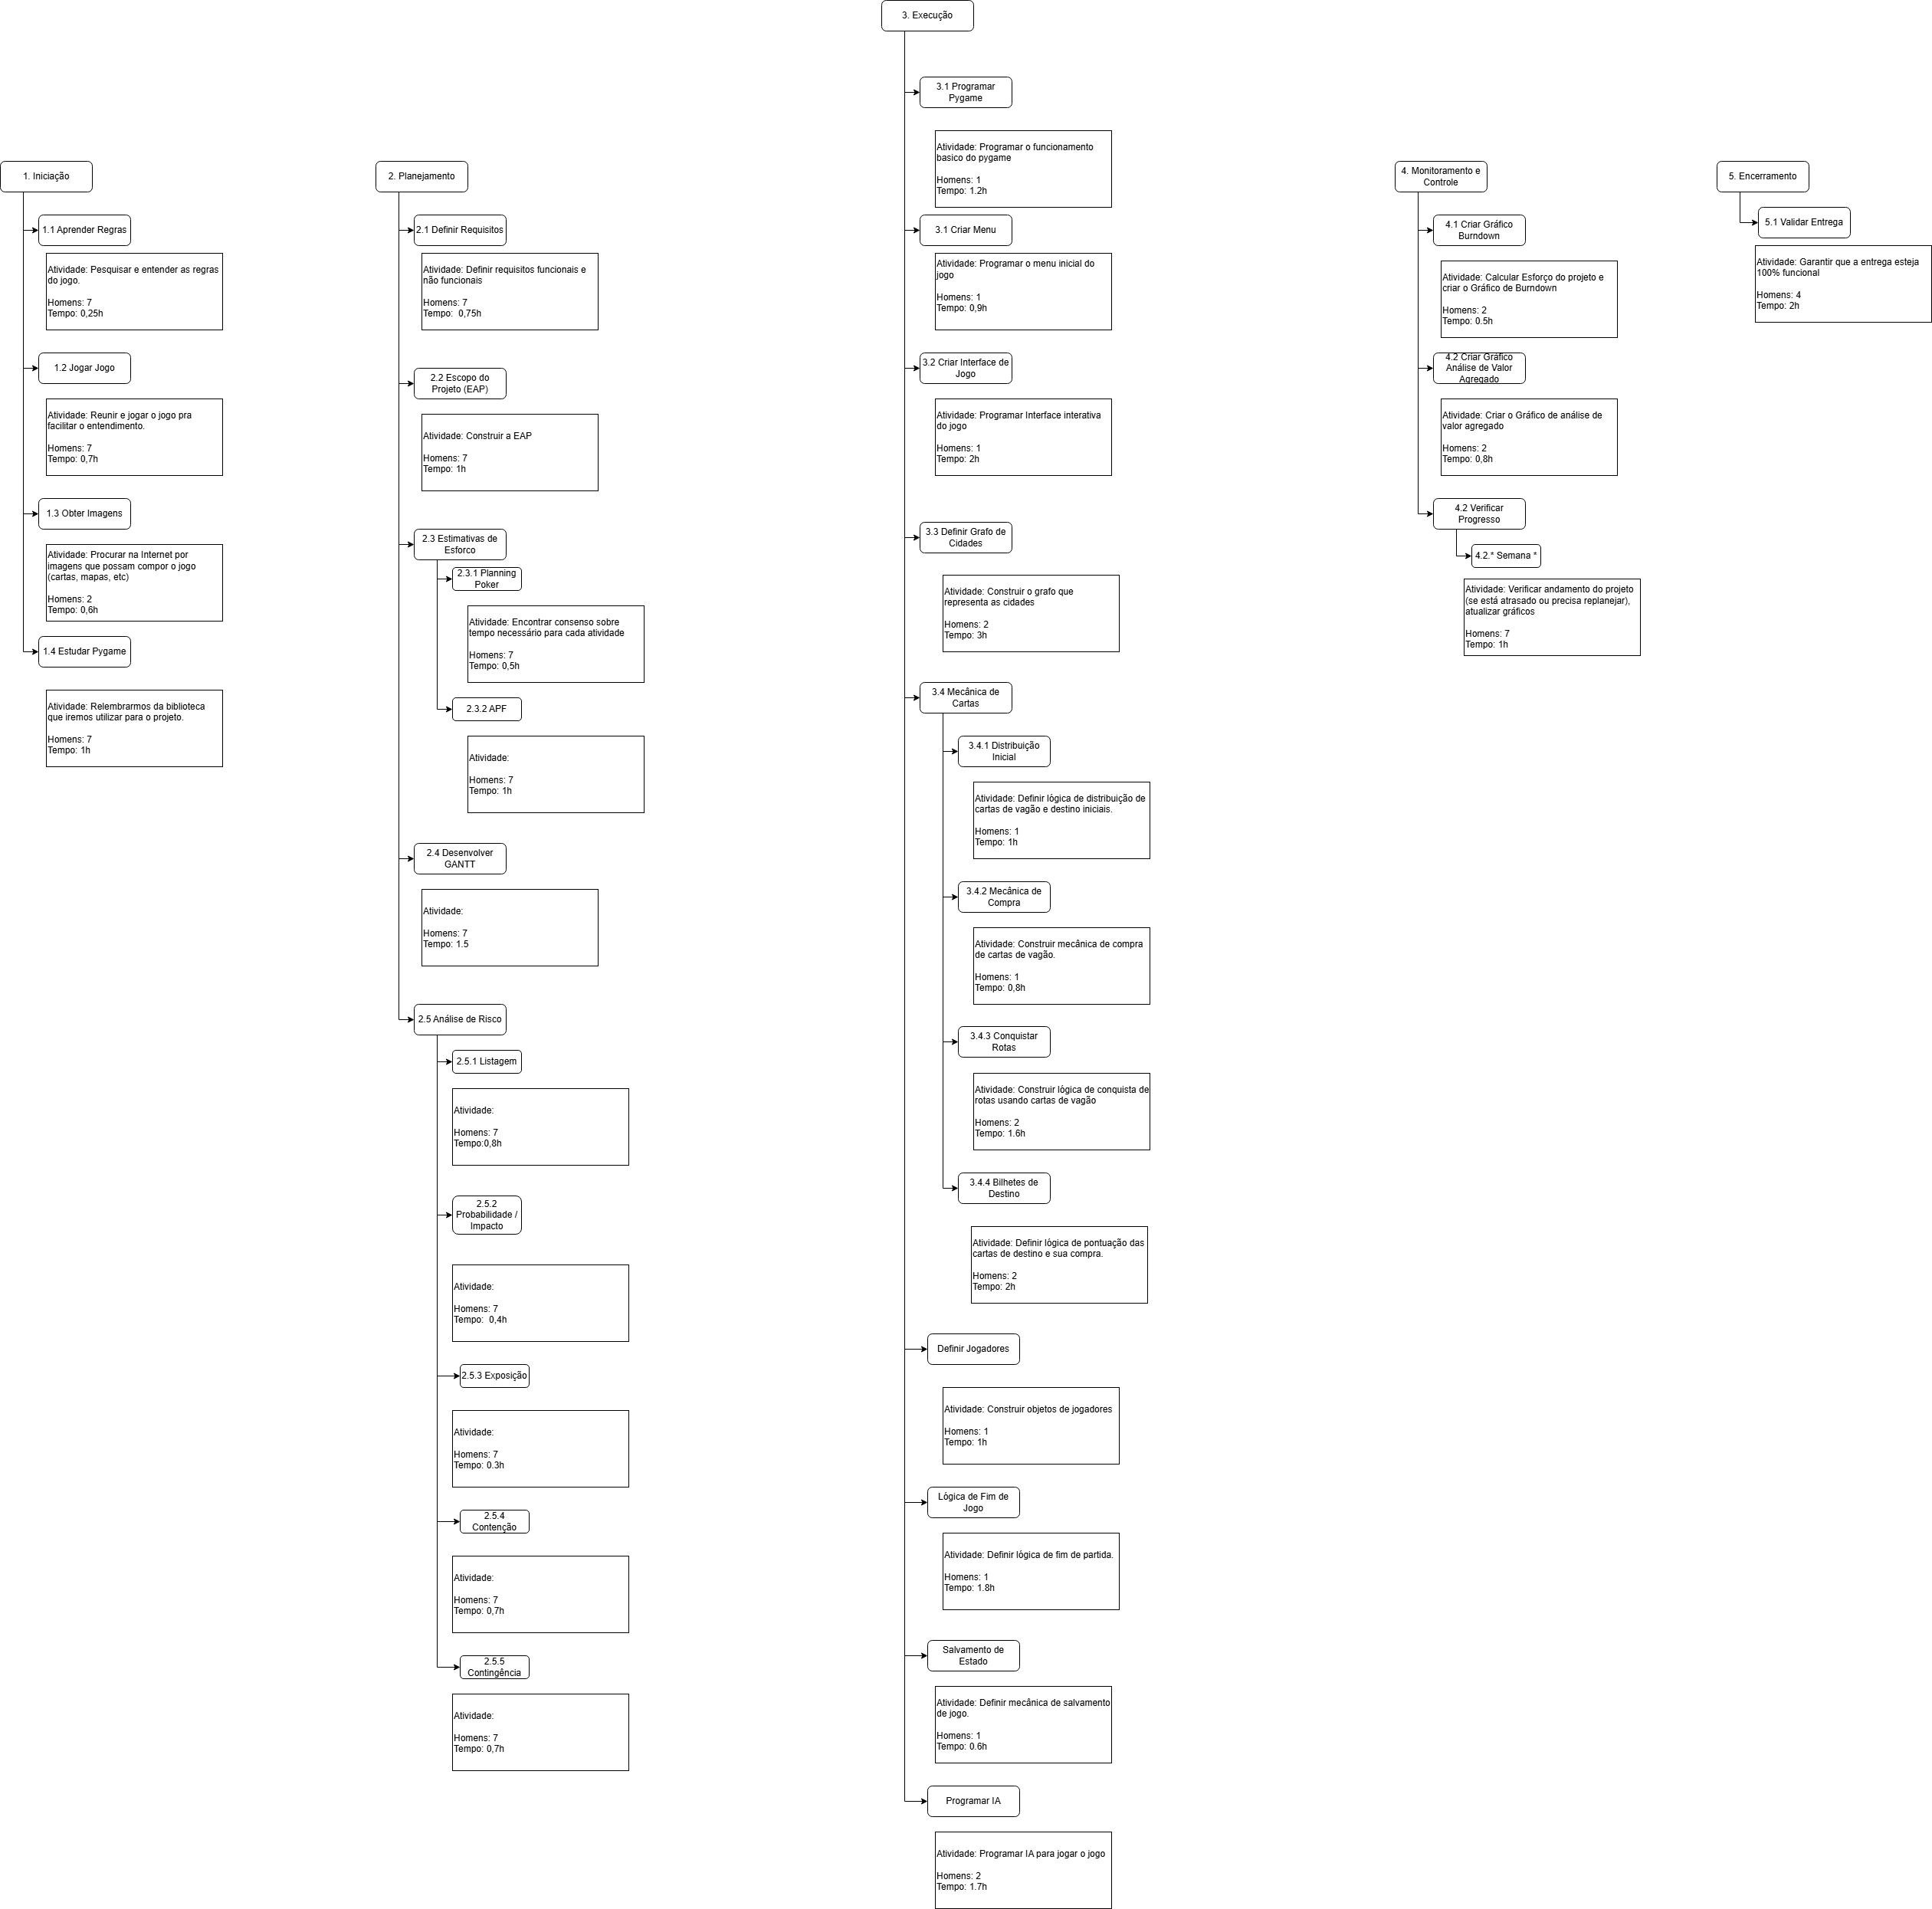 1. Iniciação
1.1 Aprender Regras
Atividade: Pesquisar e entender as regras
do jogo.
Homens: 7
Tempo: 0,25h
1.2 Jogar Jogo
Atividade: Reunir e jogar o jogo pra
facilitar o entendimento.
Homens: 7
Tempo: 0,7h
1.3 Obter Imagens
Atividade: Procurar na Internet por
imagens que possam compor o jogo
(cartas, mapas, etc)
Homens: 2
Tempo: 0,6h
1.4 Estudar Pygame
Atividade: Relembrarmos da biblioteca
que iremos utilizar para o projeto.
Homens: 7
Tempo: 1h
2. Planejamento
2.1 Definir Requisitos
Atividade: Definir requisitos funcionais e
não funcionais
Homens: 7
Tempo:  0,75h
2.2 Escopo do
Projeto (EAP)
Atividade: Construir a EAP
Homens: 7
Tempo: 1h
2.3 Estimativas de
Esforco
2.3.1 Planning
Poker
Atividade: Encontrar consenso sobre
tempo necessário para cada atividade
Homens: 7
Tempo: 0,5h
2.3.2 APF
Atividade:
Homens: 7
Tempo: 1h
2.4 Desenvolver
GANTT
Atividade:
Homens: 7
Tempo: 1.5
2.5 Análise de Risco
2.5.1 Listagem
Atividade:
Homens: 7
Tempo:0,8h
2.5.2
Probabilidade /
Impacto
Atividade:
Homens: 7
Tempo:  0,4h
2.5.3 Exposição
Atividade:
Homens: 7
Tempo: 0.3h
2.5.4
Contenção
Atividade:
Homens: 7
Tempo: 0,7h
2.5.5
Contingência
Atividade:
Homens: 7
Tempo: 0,7h
3. Execução
3.1 Programar
Pygame
Atividade: Programar o funcionamento
basico do pygame
Homens: 1
Tempo: 1.2h
3.1 Criar Menu
Atividade: Programar o menu inicial do
jogo
Homens: 1
Tempo: 0,9h
3.2 Criar Interface de
Jogo
Atividade: Programar Interface interativa
do jogo
Homens: 1
Tempo: 2h
3.3 Definir Grafo de
Cidades
Atividade: Construir o grafo que
representa as cidades
Homens: 2
Tempo: 3h
3.4 Mecânica de
Cartas
3.4.1 Distribuição
Inicial
Atividade: Definir lógica de distribuição de
cartas de vagão e destino iniciais.
Homens: 1
Tempo: 1h
3.4.2 Mecânica de
Compra
Atividade: Construir mecânica de compra
de cartas de vagão.
Homens: 1
Tempo: 0,8h
3.4.3 Conquistar
Rotas
Atividade: Construir lógica de conquista de
rotas usando cartas de vagão
Homens: 2
Tempo: 1.6h
3.4.4 Bilhetes de
Destino
Atividade: Definir lógica de pontuação das
cartas de destino e sua compra.
Homens: 2
Tempo: 2h
Definir Jogadores
Atividade: Construir objetos de jogadores
Homens: 1
Tempo: 1h
Lógica de Fim de
Jogo
Atividade: Definir lógica de fim de partida.
Homens: 1
Tempo: 1.8h
Salvamento de
Estado
Atividade: Definir mecânica de salvamento
de jogo.
Homens: 1
Tempo: 0.6h
Programar IA
Atividade: Programar IA para jogar o jogo
Homens: 2
Tempo: 1.7h
4. Monitoramento e
Controle
4.1 Criar Gráfico
Burndown
Atividade: Calcular Esforço do projeto e
criar o Gráfico de Burndown
Homens: 2
Tempo: 0.5h
4.2 Criar Gráfico
Análise de Valor
Agregado
Atividade: Criar o Gráfico de análise de
valor agregado
Homens: 2
Tempo: 0,8h
4.2 Verificar
Progresso
4.2.* Semana *
Atividade: Verificar andamento do projeto
(se está atrasado ou precisa replanejar),
atualizar gráficos
Homens: 7
Tempo: 1h
5. Encerramento
5.1 Validar Entrega
Atividade: Garantir que a entrega esteja
100% funcional
Homens: 4
Tempo: 2h